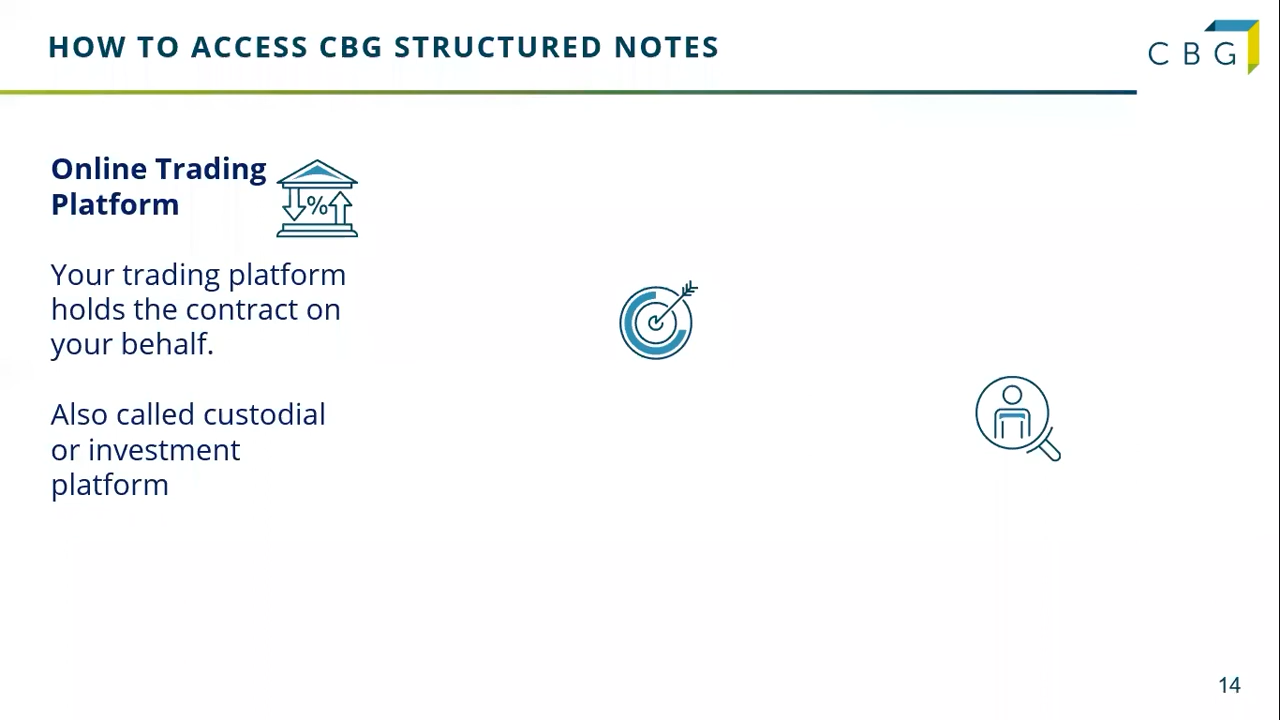 HOW TO ACCESS CBG STRUCTURED NOTES
CBG
Online Trading
Platform
%
Your trading platform
holds the contract on
your behalf.
Also called custodial
or investment
platform
14